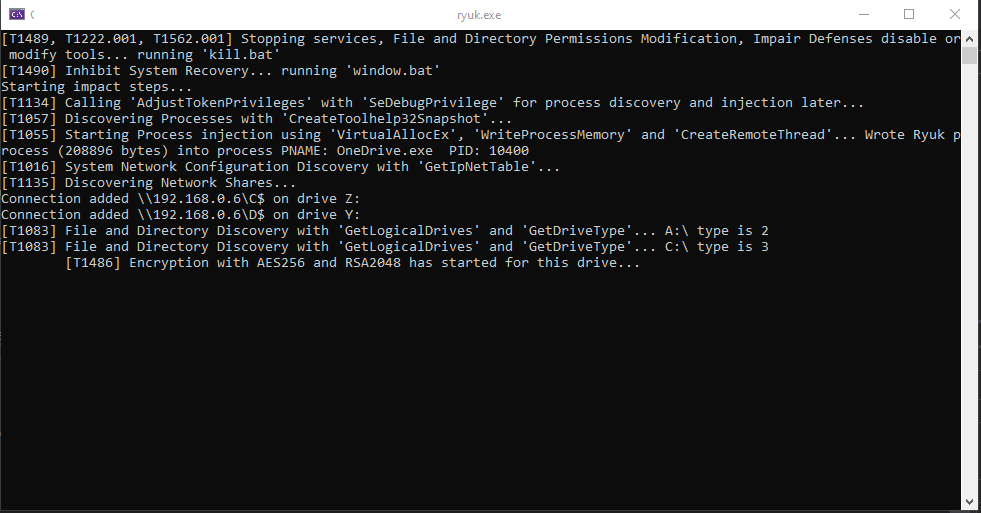 ryuk.exe
[T1489, T1222.001, T1562.001] Stopping services, File and Directory Permissions Modification, Impair Defenses disable or
 modify tools... running 'kill.bat'
[T1490] Inhibit System Recovery... running 'window.bat'
Starting impact steps...
[T1134] Calling 'AdjustTokenPrivileges' with 'SeDebugPrivilege' for process discovery and injection later...
[T1057] Discovering Processes with 'CreateToolhelp32Snapshot'...
[T1055] Starting Process injection using 'VirtualAllocEx', 'WriteProcessMemory' and 'CreateRemoteThread'... Wrote Ryuk p
rocess (208896 bytes) into process PNAME: OneDrive.exe  PID: 10400
[T1016] System Network Configuration Discovery with 'GetIpNetTable'...
[T1135] Discovering Network Shares...
Connection added \\192.168.0.6\C$ on drive Z:
Connection added \\192.168.0.6\D$ on drive Y:
[T1083] File and Directory Discovery with 'GetLogicalDrives' and 'GetDriveType'... A:\ type is 2
[T1083] File and Directory Discovery with 'GetLogicalDrives' and 'GetDriveType'... C:\ type is 3
        [T1486] Encryption with AES256 and RSA2048 has started for this drive...